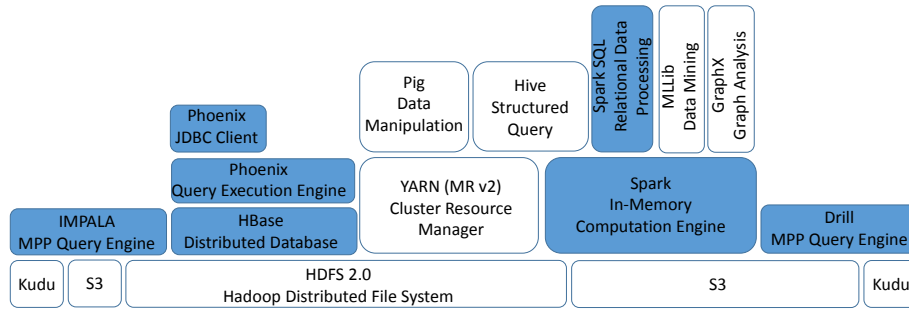 Spark SQL
Relational Data
Processing
MLLib
Data Mining
GraphX
Graph Analysis
Pig
Data
Manipulation
Hive
Structured
Query
Phoenix
JDBC Client
Phoenix
Query Execution Engine
YARN (MR v2)
Cluster Resource
Manager
Spark
In-Memory
Computation Engine
IMPALA
MPP Query Engine
HBase
Distributed Database
Drill
MPP Query Engine
Kudu
S3
HDFS 2.0
Hadoop Distributed File System
S3
Kudu